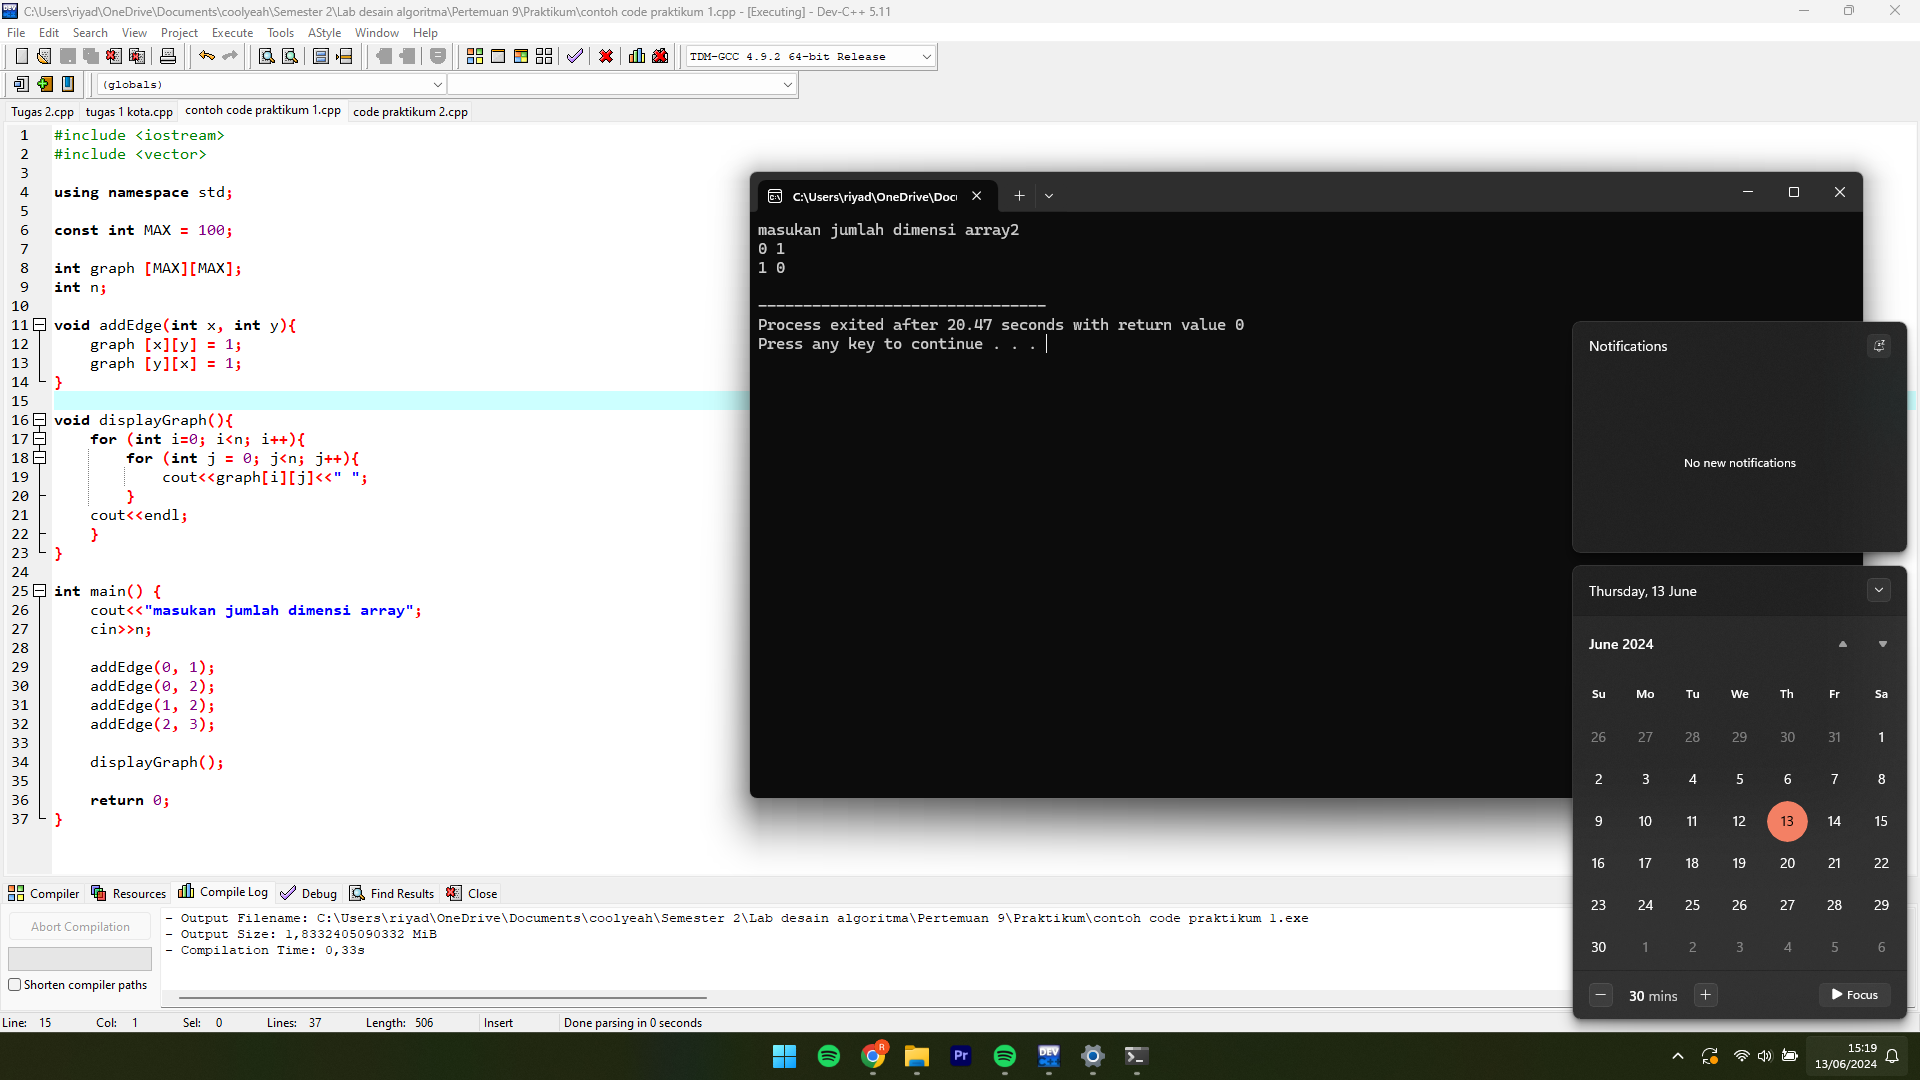 C:\Users\riyad\OneDrive\Documents\coolyeah\Semester 2\Lab desain algoritma\Pertemuan 9\Praktikum\contoh code praktikum 1.cpp - [Executing] - Dev-C++ 5.11
File Edit Search View Project Execute Tools AStyle Window Help
TDM-GCC 4.9.2 64-bit Release
(globals)
Tugas 2.cpp tugas 1 kota.cpp contoh code praktikum 1.cpp code praktikum 2.cpp
1 #include <iostream>
2 #include <vector>
3
4 using namespace std;
5
6 const int MAX = 100;
7
8 int graph [MAX][MAX];
9 int n;
10
11 void addEdge(int x, int y){
12 graph [x][y] = 1;
13 graph [y][x] = 1;
14 }
15
16 void displayGraph(){
17 for (int i=0; i<n; i++){
18 for (int j = 0; j<n; j++){
19 cout<<graph[i][j]<<" ";
20 }
21 cout<<endl;
22 }
23 }
24
25 int main() {
26 cout<<"masukan jumlah dimensi array";
27 cin>>n;
28
29 addEdge(0, 1);
30 addEdge(0, 2);
31 addEdge(1, 2);
32 addEdge(2, 3);
33
34 displayGraph();
35
36 return 0;
37 }
C:\Users\riyad\OneDrive\Doc
masukan jumlah dimensi array2
0 1
1 0
--------------------------------
Process exited after 20.47 seconds with return value 0
Press any key to continue . . .
Notifications
No new notifications
Thursday, 13 June
June 2024
Su Mo Tu We Th Fr Sa
26 27 28 29 30 31 1
2 3 4 5 6 7 8
9 10 11 12 13 14 15
16 17 18 19 20 21 22
23 24 25 26 27 28 29
30 1 2 3 4 5 6
30 mins Focus
Compiler Resources Compile Log Debug Find Results Close
Abort Compilation
Shorten compiler paths
- Output Filename: C:\Users\riyad\OneDrive\Documents\coolyeah\Semester 2\Lab desain algoritma\Pertemuan 9\Praktikum\contoh code praktikum 1.exe
- Output Size: 1,8332405090332 MiB
- Compilation Time: 0,33s
Line: 15 Col: 1 Sel: 0 Lines: 37 Length: 506 Insert Done parsing in 0 seconds
R
Pr
DEV
15:19
13/06/2024